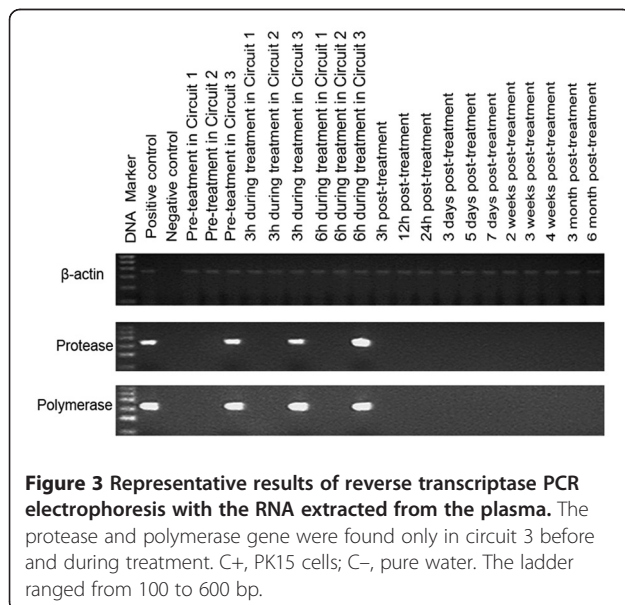 DNA Marker
Positive control
Negative control
Pre-treatment in Circuit 1
Pre-treatment in Circuit 2
Pre-teatment in Circuit 3
3h during treatment in Circuit 1
3h during treatment in Circuit 2
3h during treatment in Circuit 3
6h during treatment in Circuit 1
6h during treatment in Circuit 2
6h during treatment in Circuit 3
3h post-treatment
12h post-treatment
24h post-treatment
3 days post-treatment
5 days post-treatment
7 days post-treatment
2 weeks post-treatment
3 weeks post-treatment
4 weeks post-treatment
3 month post-treatment
6 month post-treatment
β-actin
Protease
Polymerase
Figure 3 Representative results of reverse transcriptase PCR
electrophoresis with the RNA extracted from the plasma. The
protease and polymerase gene were found only in circuit 3 before
and during treatment. C+, PK15 cells; C–, pure water. The ladder
ranged from 100 to 600 bp.